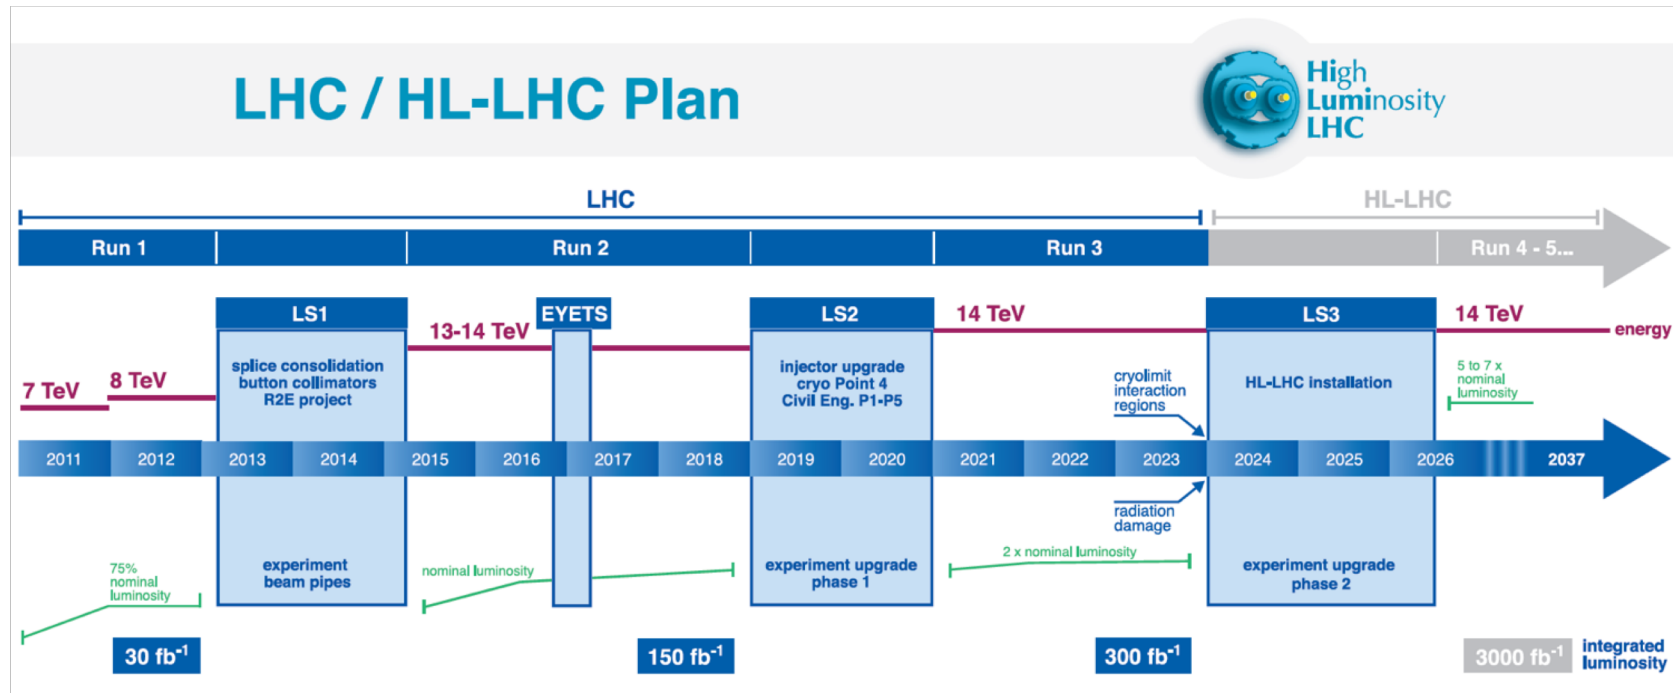 LHC / HL-LHC Plan
High
Luminosity
LHC
LHC
HL-LHC
Run 1
Run 2
Run 3
Run 4 - 5...
LS1
EYETS
LS2
LS3
7 TeV
8 TeV
13-14 TeV
14 TeV
14 TeV
energy
splice consolidation
button collimators
R2E project
injector upgrade
cryo Point 4
Civil Eng. P1-P5
cryolimit
interaction
regions
HL-LHC installation
5 to 7 x
nominal
luminosity
2011 2012 2013 2014 2015 2016 2017 2018 2019 2020 2021 2022 2023 2024 2025 2026 2037
radiation
damage
75%
nominal
luminosity
experiment
beam pipes
nominal luminosity
experiment upgrade
phase 1
2 x nominal luminosity
experiment upgrade
phase 2
30 fb⁻¹
150 fb⁻¹
300 fb⁻¹
3000 fb⁻¹
integrated
luminosity